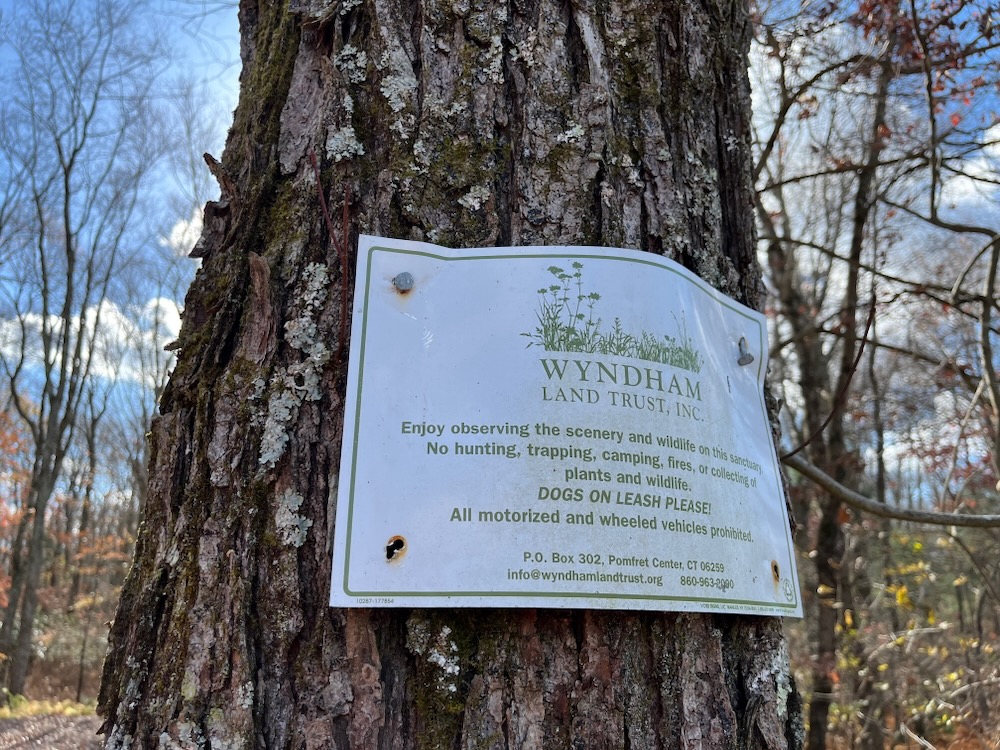 WYNDHAM
LAND TRUST, INC.
Enjoy observing the scenery and wildlife on this sanctuary
No hunting, trapping, camping, fires, or collecting of
plants and wildlife.
DOGS ON LEASH PLEASE!
All motorized and wheeled vehicles prohibited.
P.O. Box 302, Pomfret Center, CT 06259
info@wyndhamlandtrust.org 860-963-2090
10267-177654